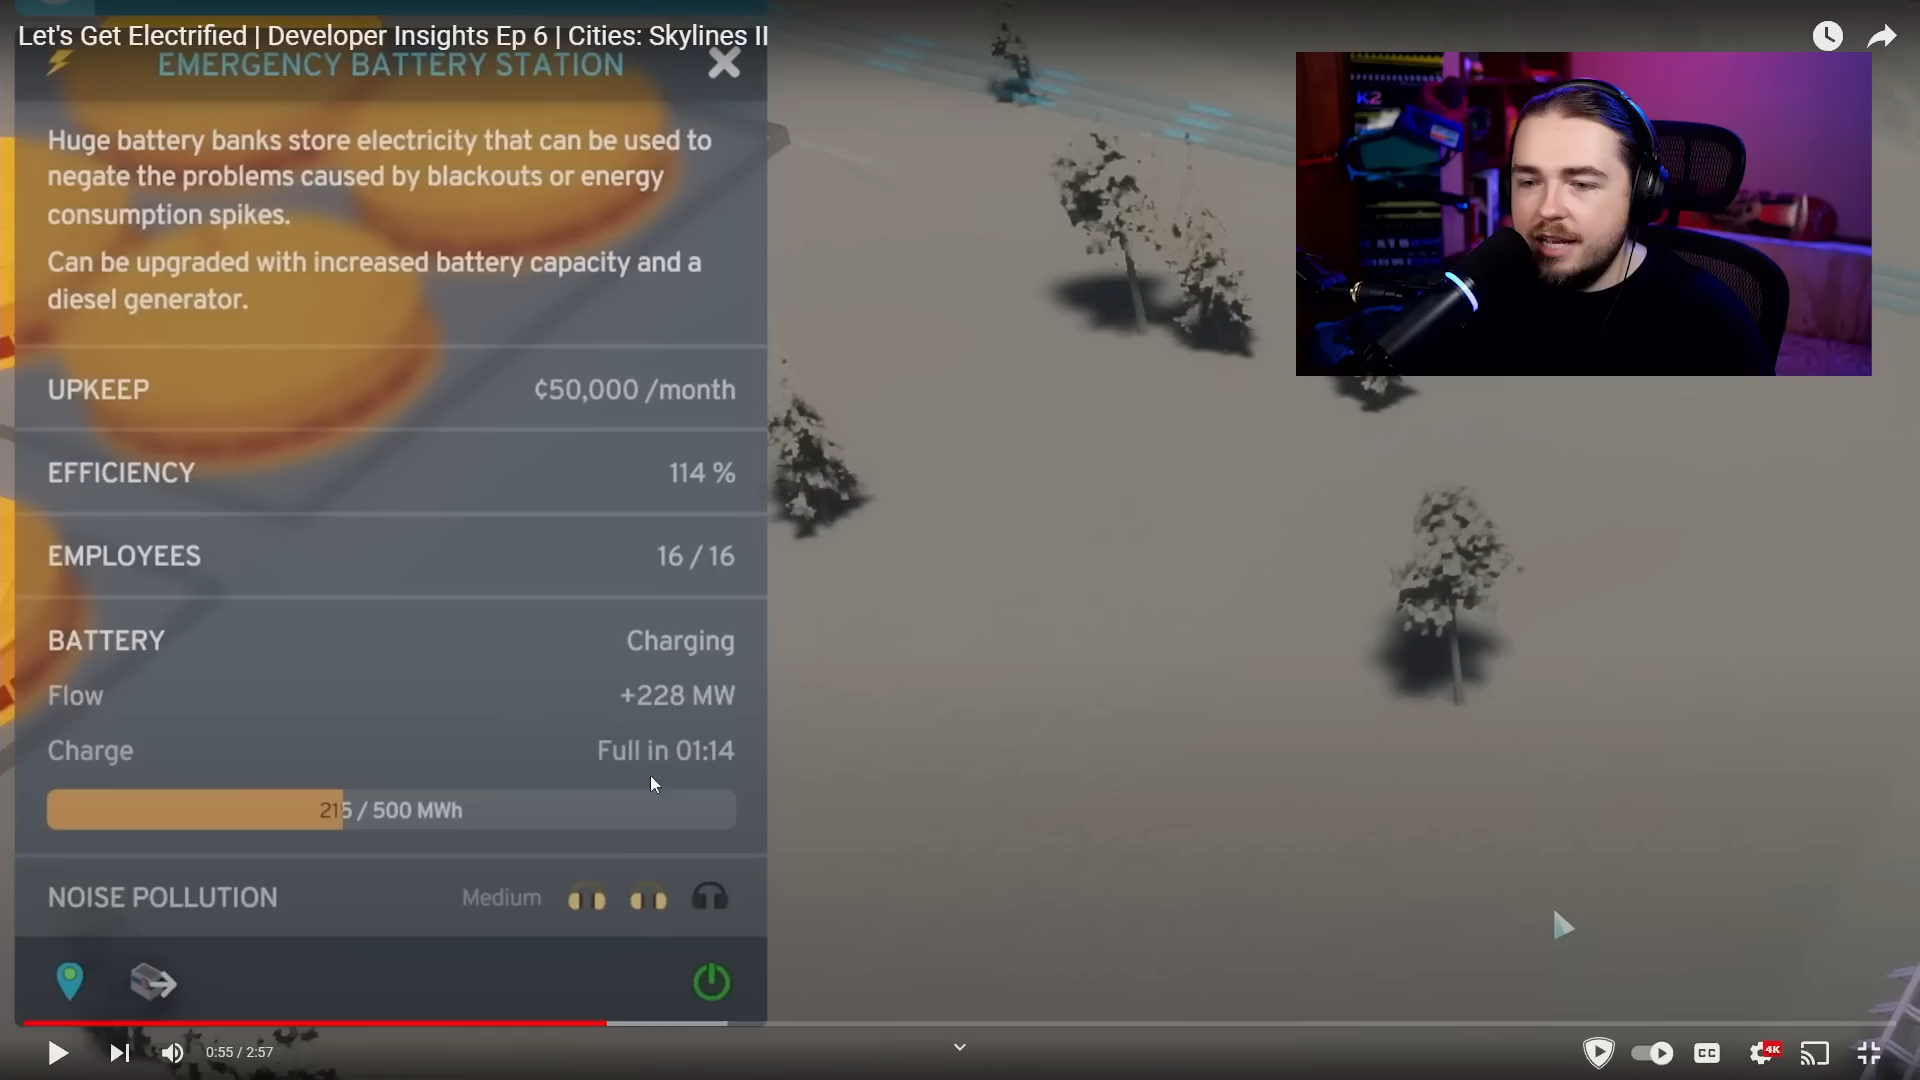 Let's Get Electrified | Developer Insights Ep 6 | Cities: Skylines II
EMERGENCY BATTERY STATION
K2
Huge battery banks store electricity that can be used to
negate the problems caused by blackouts or energy
consumption spikes.
Can be upgraded with increased battery capacity and a
diesel generator.
UPKEEP ¢50,000 /month
EFFICIENCY 114 %
EMPLOYEES 16 / 16
BATTERY Charging
Flow +228 MW
Charge Full in 01:14
215 / 500 MWh
NOISE POLLUTION Medium
0:55 / 2:57
CC
4K